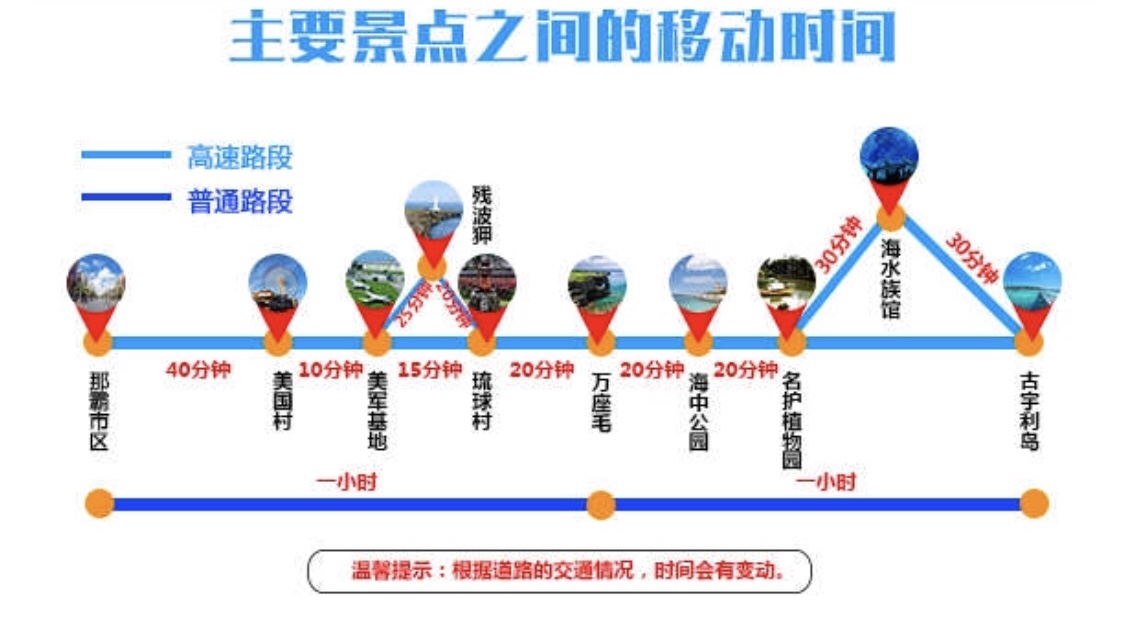 主要景点之间的移动时间
高速路段
普通路段
残波岬
海水族馆
30分钟
30分钟
25分钟
20分钟
40分钟
10分钟
15分钟
20分钟
20分钟
20分钟
那霸市区
美国村
美军基地
琉球村
万座毛
海中公园
名护植物园
古宇利岛
一小时
一小时
温馨提示：根据道路的交通情况，时间会有变动。